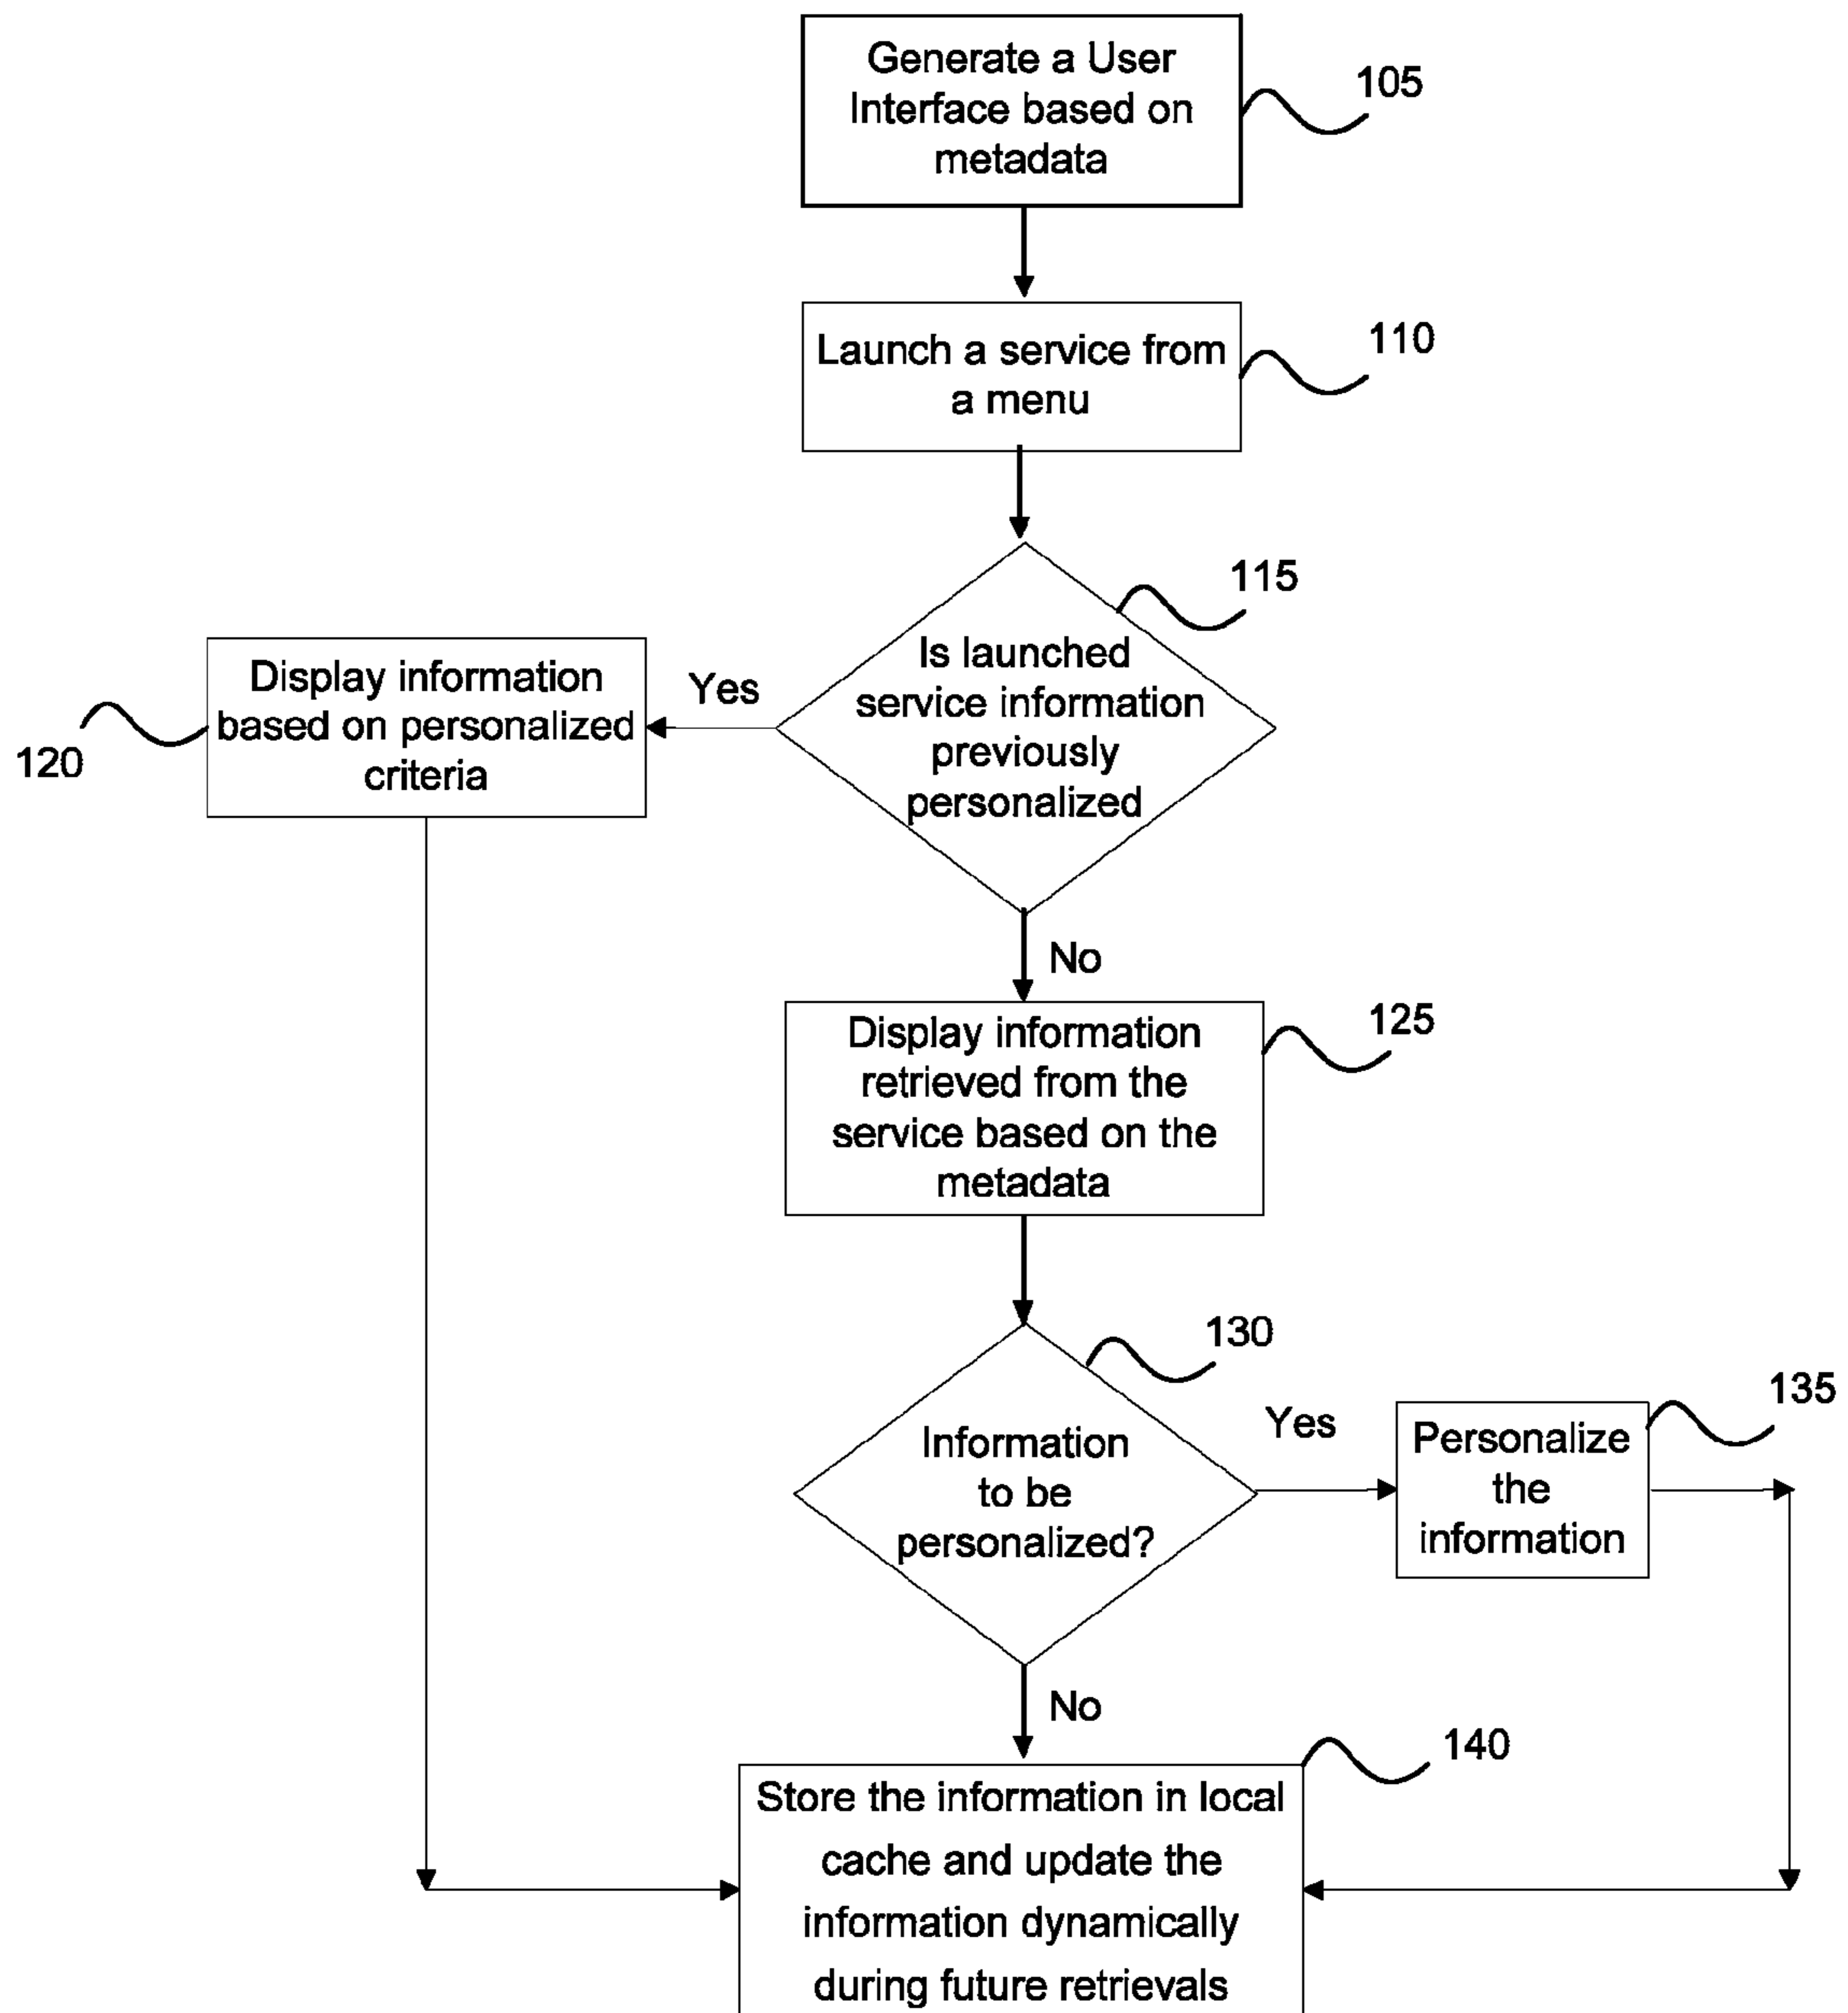 Generate a User
Interface based on
metadata
105
Launch a service from
a menu
110
115
Is launched
service information
previously
personalized
Yes
Display information
based on personalized
criteria
120
No
Display information
retrieved from the
service based on the
metadata
125
130
Information
to be
personalized?
Yes
Personalize
the
information
135
No
140
Store the information in local
cache and update the
information dynamically
during future retrievals